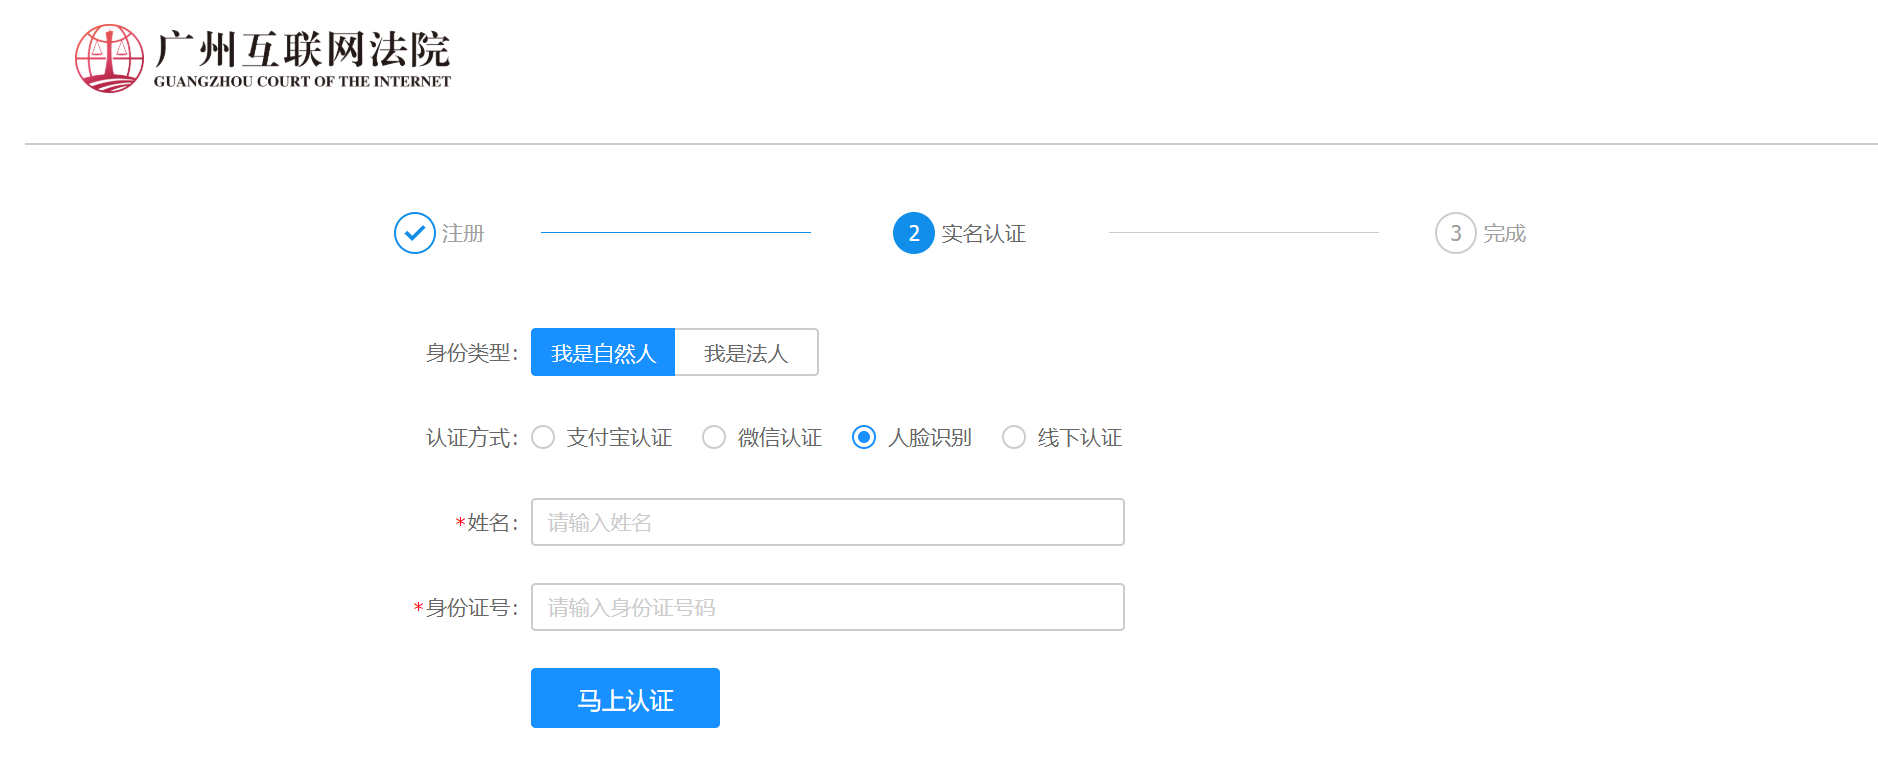 广州互联网法院
GUANGZHOU COURT OF THE INTERNET
注册 2 实名认证 3 完成
身份类型: 我是自然人 我是法人
认证方式: 支付宝认证 微信认证 人脸识别 线下认证
*姓名: 请输入姓名
*身份证号: 请输入身份证号码
马上认证